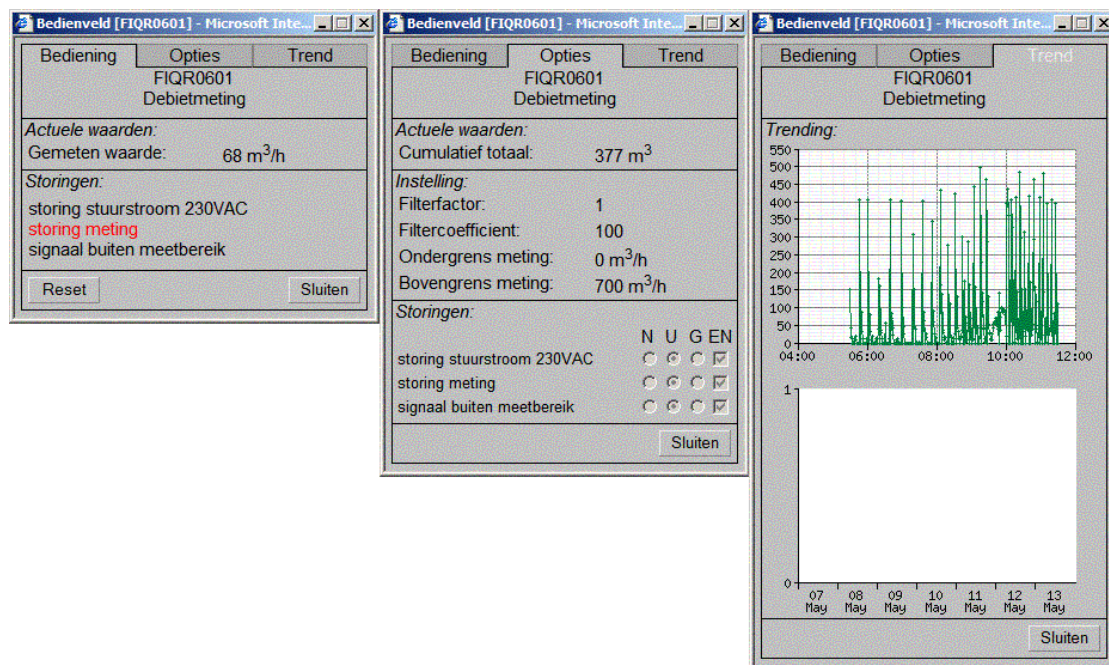 Bedienveld [FIQR0601] - Microsoft Inte...
Bediening Opties Trend
FIQR0601
Debietmeting
Actuele waarden:
Gemeten waarde: 68 m³/h
Storingen:
storing stuurstroom 230VAC
storing meting
signaal buiten meetbereik
Reset Sluiten
Bedienveld [FIQR0601] - Microsoft Inte...
Bediening Opties Trend
FIQR0601
Debietmeting
Actuele waarden:
Cumulatief totaal: 377 m³
Instelling:
Filterfactor: 1
Filtercoefficient: 100
Ondergrens meting: 0 m³/h
Bovengrens meting: 700 m³/h
Storingen:
N U G EN
storing stuurstroom 230VAC
storing meting
signaal buiten meetbereik
Sluiten
Bedienveld [FIQR0601] - Microsoft Inte...
Bediening Opties Trend
FIQR0601
Debietmeting
Trending:
550
500
450
400
350
300
250
200
150
100
50
0
04:00 06:00 08:00 10:00 12:00
1
0
07 08 09 10 11 12 13
May May May May May May May
Sluiten